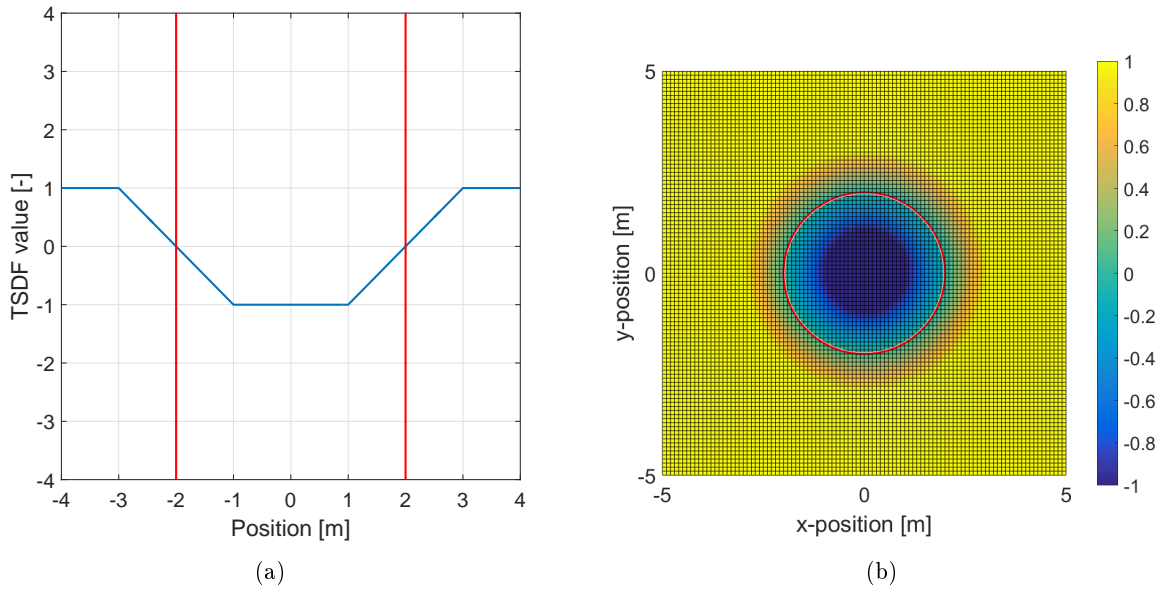 4
3
2
1
0
-1
-2
-3
-4
TSDF value [-]
-4 -3 -2 -1 0 1 2 3 4
Position [m]
(a)
5
0
-5
y-position [m]
-5 0 5
x-position [m]
1
0.8
0.6
0.4
0.2
0
-0.2
-0.4
-0.6
-0.8
-1
(b)